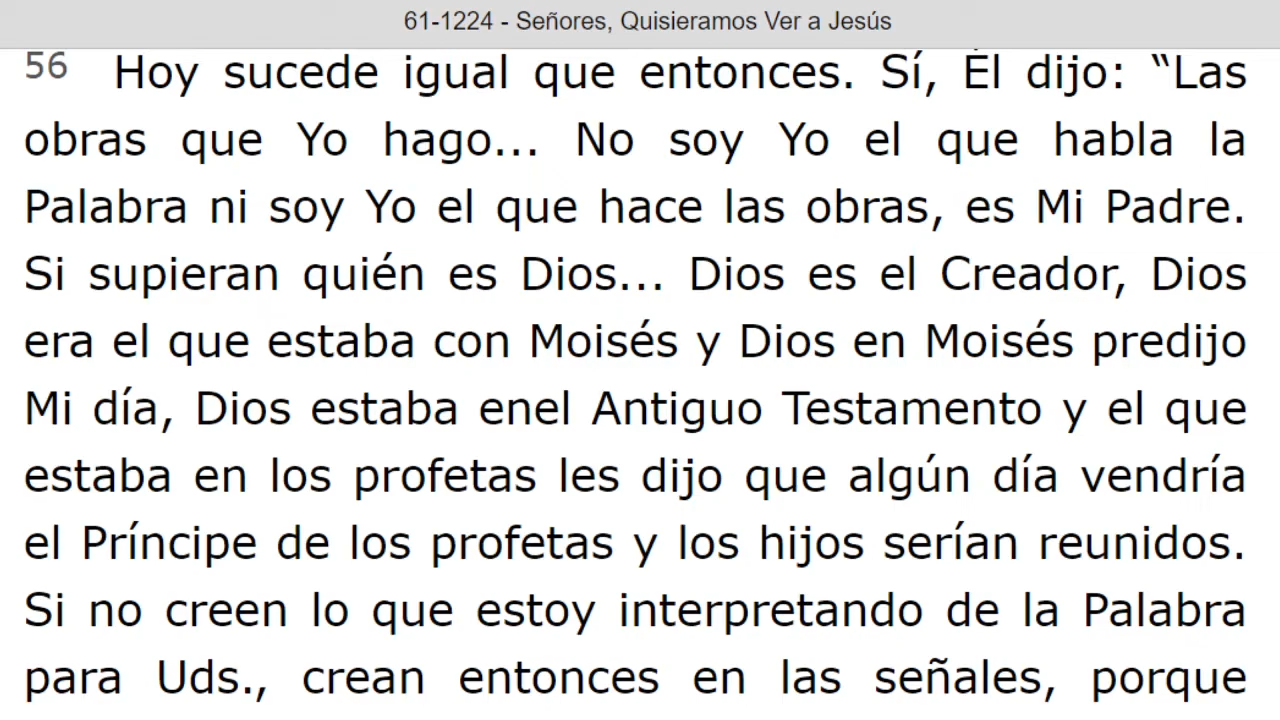 61-1224 - Señores, Quisieramos Ver a Jesús
56 Hoy sucede igual que entonces. Sí, Él dijo: “Las
obras que Yo hago... No soy Yo el que habla la
Palabra ni soy Yo el que hace las obras, es Mi Padre.
Si supieran quién es Dios... Dios es el Creador, Dios
era el que estaba con Moisés y Dios en Moisés predijo
Mi día, Dios estaba enel Antiguo Testamento y el que
estaba en los profetas les dijo que algún día vendría
el Príncipe de los profetas y los hijos serían reunidos.
Si no creen lo que estoy interpretando de la Palabra
para Uds., crean entonces en las señales, porque